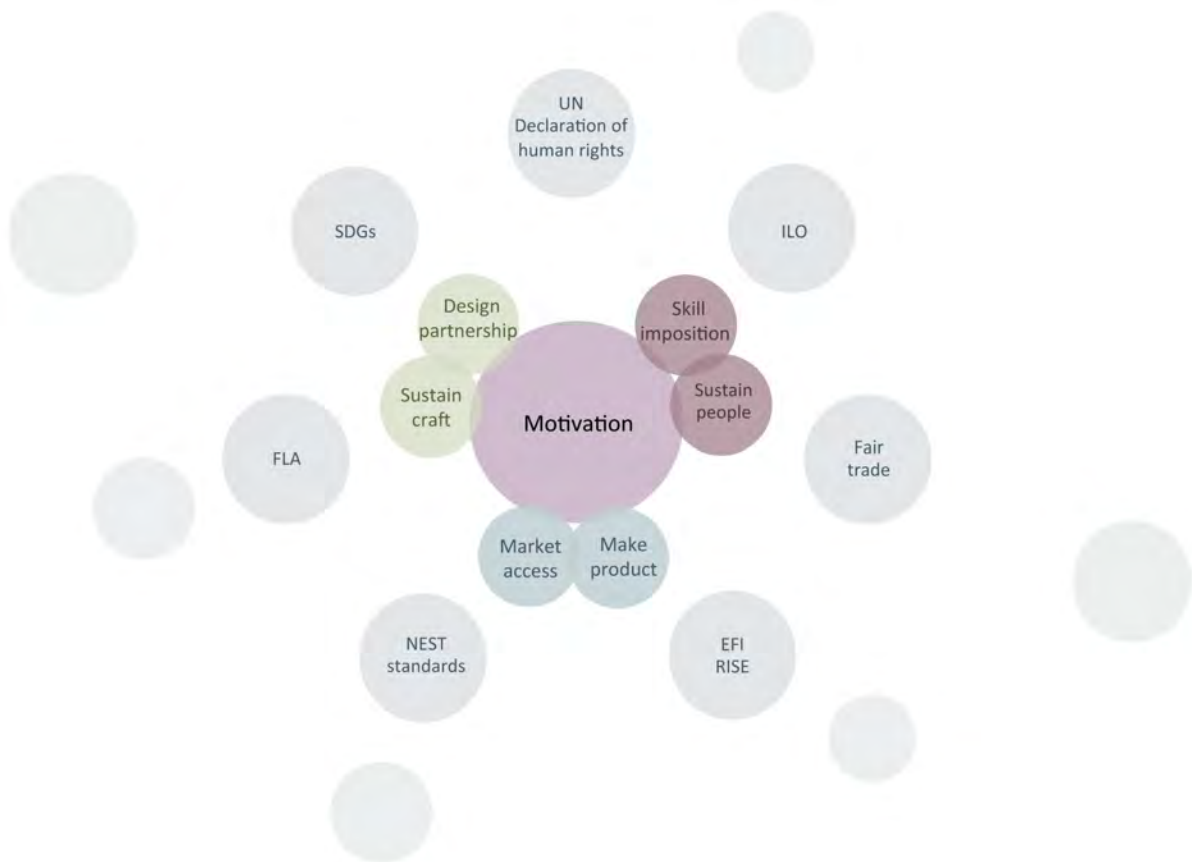 UN
Declaration of
human rights
SDGs
ILO
Design
partnership
Skill
imposition
Sustain
craft
Sustain
people
Motivation
FLA
Fair
trade
Market
access
Make
product
NEST
standards
EFI
RISE